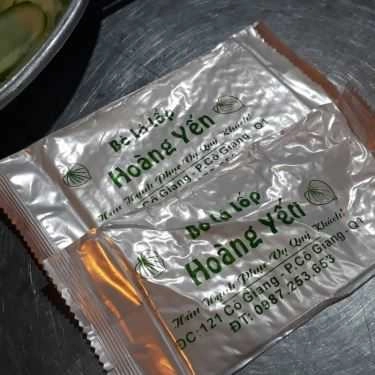 Bò lá lốp
Hoàng Yến
Hân Hạnh Phục Vụ Quý Khách!
Cô Giang - P.Cô Giang - Q1
Bò lá lốp
Hoàng Yến
Hân Hạnh Phục Vụ Quý Khách!
ĐC:121 Cô Giang - P.Cô Giang - Q1
ĐT: 0987.253.653